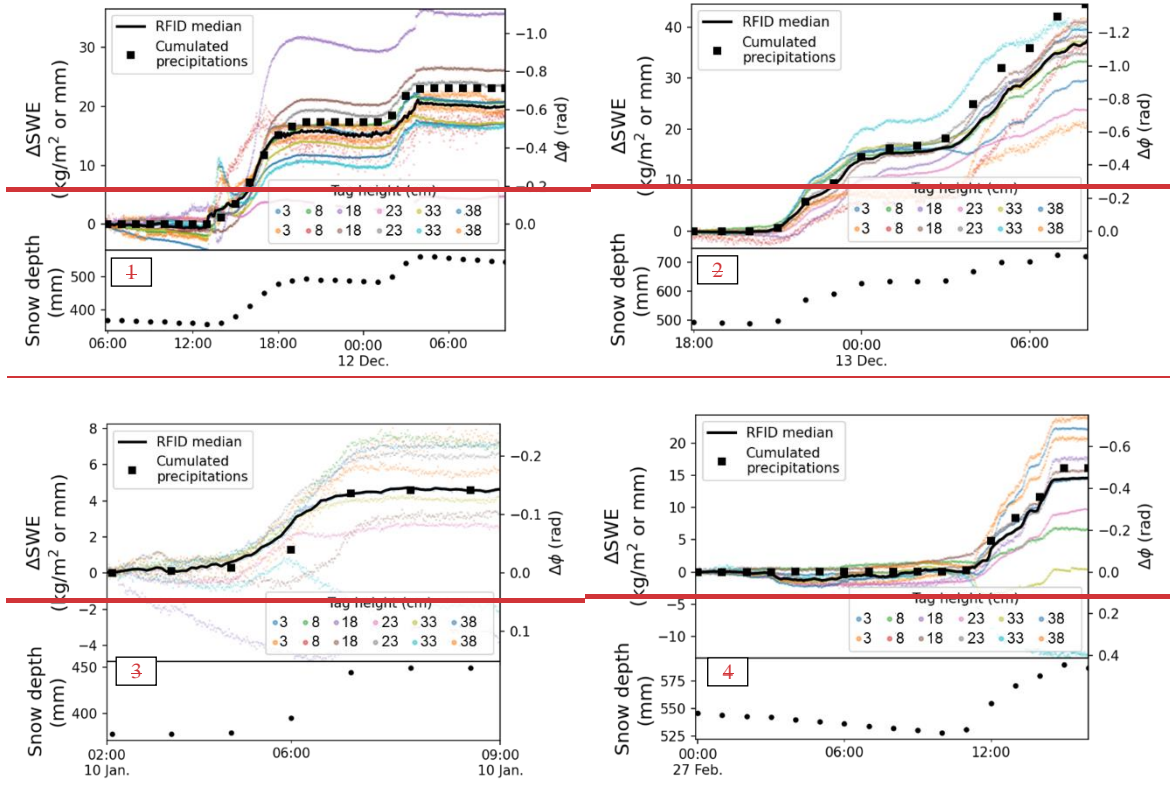 RFID median
Cumulated
precipitations
ΔSWE
(kg/m² or mm)
30
20
10
0
−1.0
−0.8
−0.6
−0.4
−0.2
0.0
Δϕ (rad)
Tag height (cm)
3 8 18 23 33 38
3 8 18 23 33 38
Snow depth
(mm)
500
400
1
06:00 12:00 18:00 00:00 06:00
12 Dec.
RFID median
Cumulated
precipitations
ΔSWE
(kg/m² or mm)
40
30
20
10
0
−1.2
−1.0
−0.8
−0.6
−0.4
−0.2
0.0
Δϕ (rad)
Tag height (cm)
3 8 18 23 33 38
3 8 18 23 33 38
Snow depth
(mm)
700
600
500
2
18:00 00:00 06:00
13 Dec.
RFID median
Cumulated
precipitations
ΔSWE
(kg/m² or mm)
8
6
4
2
0
−2
−4
−0.2
−0.1
0.0
0.1
Δϕ (rad)
Tag height (cm)
3 8 18 23 33 38
3 8 18 23 33 38
Snow depth
(mm)
450
400
3
02:00 06:00 09:00
10 Jan. 10 Jan.
RFID median
Cumulated
precipitations
ΔSWE
(kg/m² or mm)
20
15
10
5
0
−5
−10
−0.6
−0.4
−0.2
0.0
0.2
0.4
Δϕ (rad)
Tag height (cm)
3 8 18 23 33 38
3 8 18 23 33 38
Snow depth
(mm)
575
550
525
4
00:00 06:00 12:00
27 Feb.